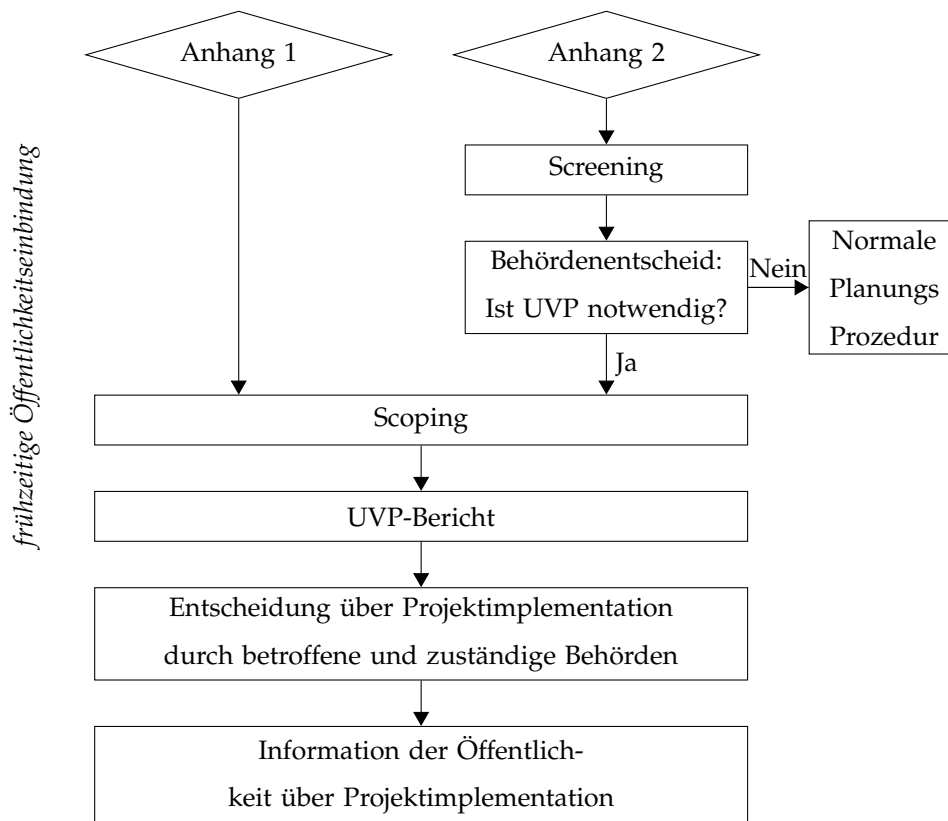 Anhang 1
Anhang 2
frühzeitige Öffentlichkeitseinbindung
Screening
Behördenentscheid:
Ist UVP notwendig?
Nein
Normale
Planungs
Prozedur
Ja
Scoping
UVP-Bericht
Entscheidung über Projektimplementation
durch betroffene und zuständige Behörden
Information der Öffentlich-
keit über Projektimplementation